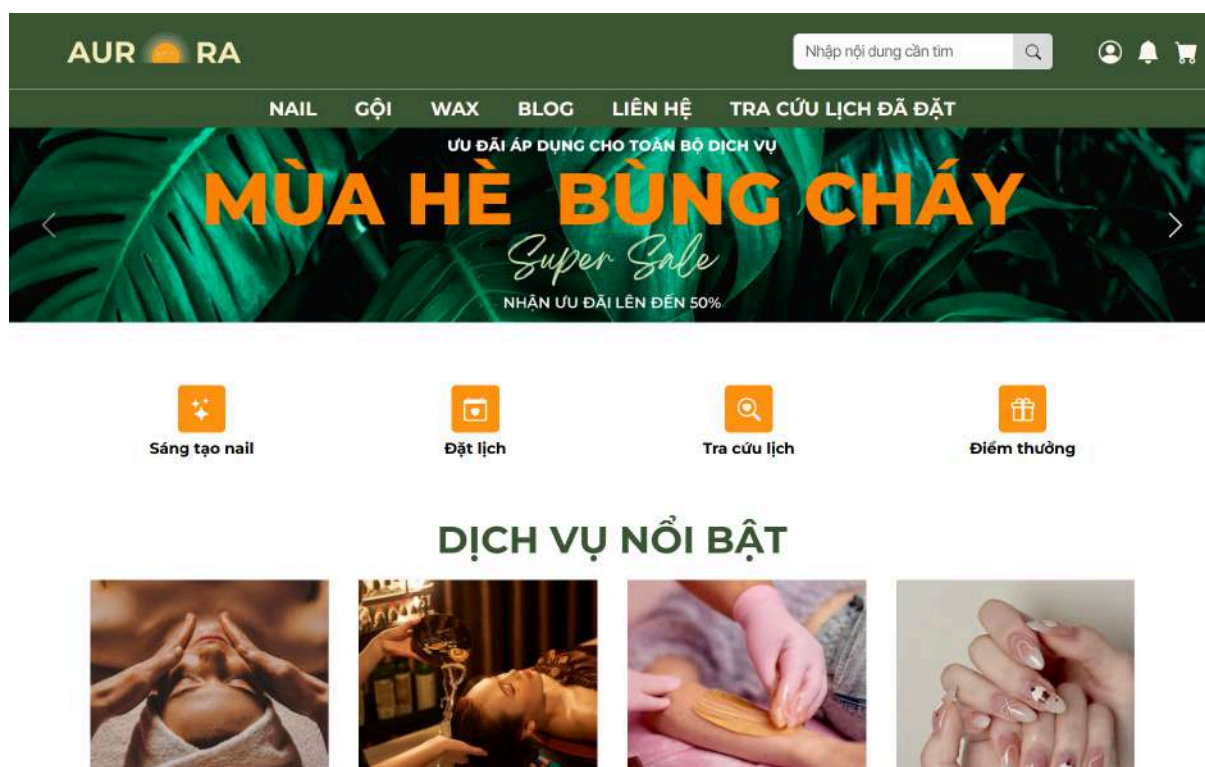 AUR RA
Nhập nội dung cần tìm
NAIL GỘI WAX BLOG LIÊN HỆ TRA CỨU LỊCH ĐÃ ĐẶT
ƯU ĐÃI ÁP DỤNG CHO TOÀN BỘ DỊCH VỤ
MÙA HÈ BÙNG CHÁY
Super Sale
NHẬN ƯU ĐÃI LÊN ĐẾN 50%
Sáng tạo nail
Đặt lịch
Tra cứu lịch
Điểm thưởng
DỊCH VỤ NỔI BẬT